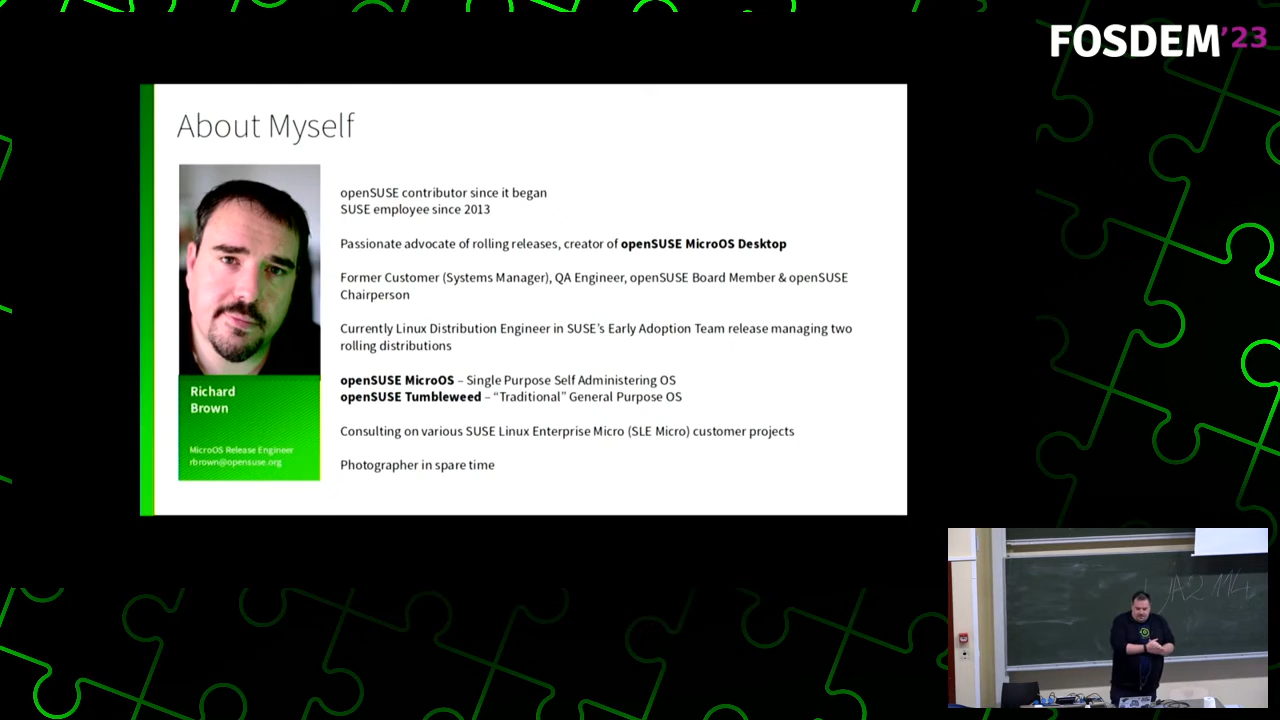 FOSDEM'23
About Myself
openSUSE contributor since it began
SUSE employee since 2013
Passionate advocate of rolling releases, creator of openSUSE MicroOS Desktop
Former Customer (Systems Manager), QA Engineer, openSUSE Board Member & openSUSE
Chairperson
Currently Linux Distribution Engineer in SUSE's Early Adoption Team release managing two
rolling distributions
openSUSE MicroOS – Single Purpose Self Administering OS
openSUSE Tumbleweed – “Traditional” General Purpose OS
Consulting on various SUSE Linux Enterprise Micro (SLE Micro) customer projects
Photographer in spare time
Richard
Brown
MicroOS Release Engineer
rbrown@opensuse.org